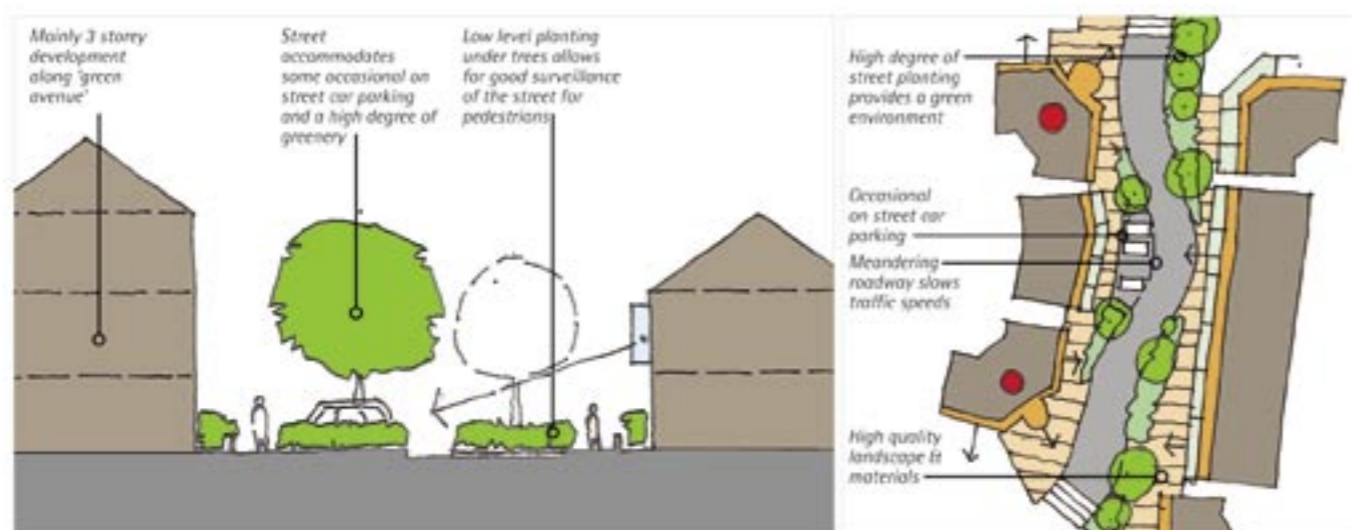 Mainly 3 storey
development
along 'green
avenue'
Street
accommodates
some occasional on
street car parking
and a high degree of
greenery
Low level planting
under trees allows
for good surveillance
of the street for
pedestrians
High degree of
street planting
provides a green
environment
Occasional
on street car
parking
Meandering
roadway slows
traffic speeds
High quality
landscape &
materials